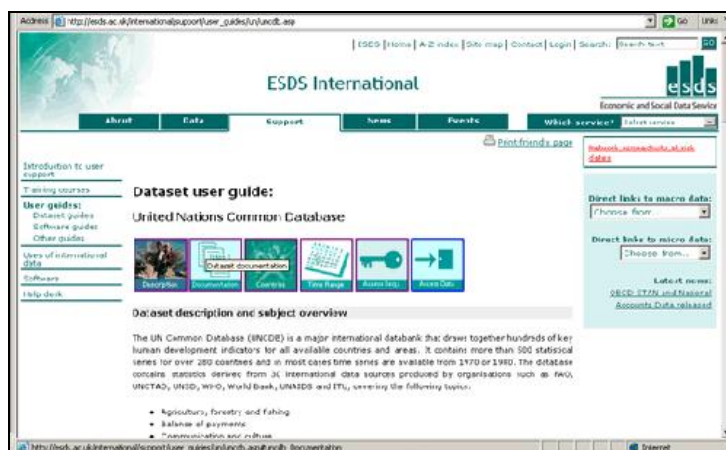 Address http://esds.ac.uk/international/support/user_guides/un/uncdb.asp Go Links
ESDS Home A-Z index Site map Contact Login Search: GO
ESDS International
esds
Economic and Social Data Service
About Data Support News Events Which service? Select service
Print friendly page
Introduction to user support
Training courses
User guides:
Dataset guides
Software guides
Other guides
Uses of international data
Software
Help desk
Dataset user guide:
United Nations Common Database
Description Documentation Countries Time Range Access Data
Dataset documentation
Dataset description and subject overview
The UN Common Database (UNCDB) is a major international databank that draws together hundreds of key
human development indicators for all available countries and areas. It contains more than 500 statistical
series for over 280 countries and in most cases time series are available from 1970 or 1980. The database
contains statistics derived from 30 international data sources produced by organisations such as
UNCTAD, UNSD, WHO, World Bank, UNAIDS and ITU, covering the following topics:
• Agriculture, forestry and fishing
• Balance of payments
• Communication and culture
Direct links to macro data:
Choose from...
Direct links to micro data:
Choose from...
Latest news:
OECD STAN and National
Accounts Data released
Internet